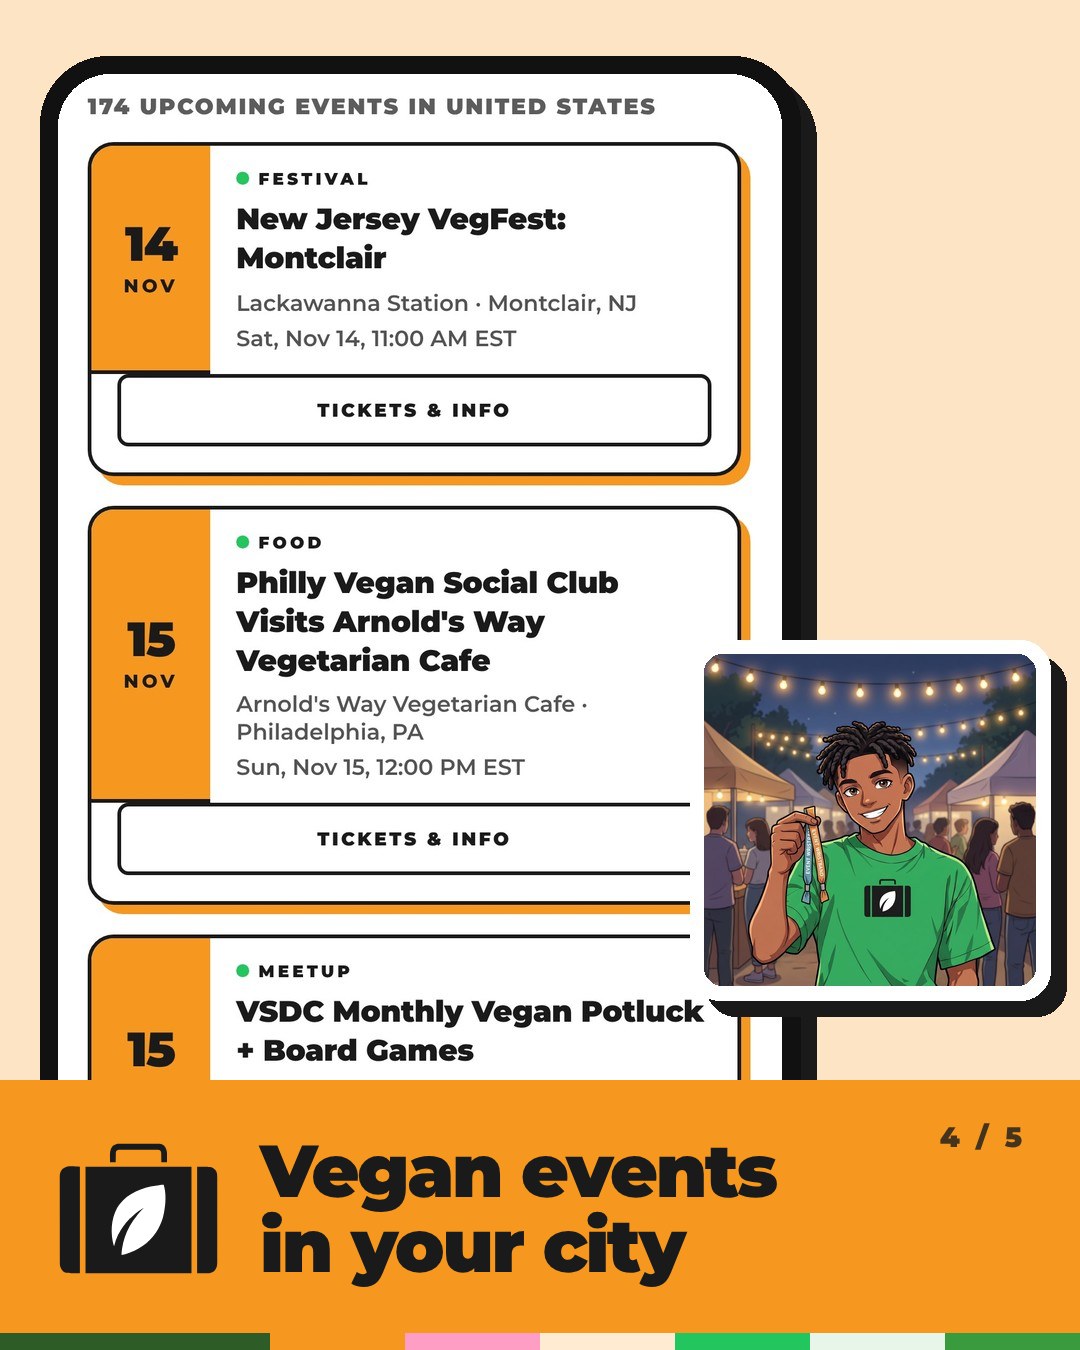 174 UPCOMING EVENTS IN UNITED STATES
14
NOV
FESTIVAL
New Jersey VegFest:
Montclair
Lackawanna Station · Montclair, NJ
Sat, Nov 14, 11:00 AM EST
TICKETS & INFO
15
NOV
FOOD
Philly Vegan Social Club
Visits Arnold's Way
Vegetarian Cafe
Arnold's Way Vegetarian Cafe ·
Philadelphia, PA
Sun, Nov 15, 12:00 PM EST
TICKETS & INFO
15
MEETUP
VSDC Monthly Vegan Potluck
+ Board Games
4 / 5
Vegan events
in your city